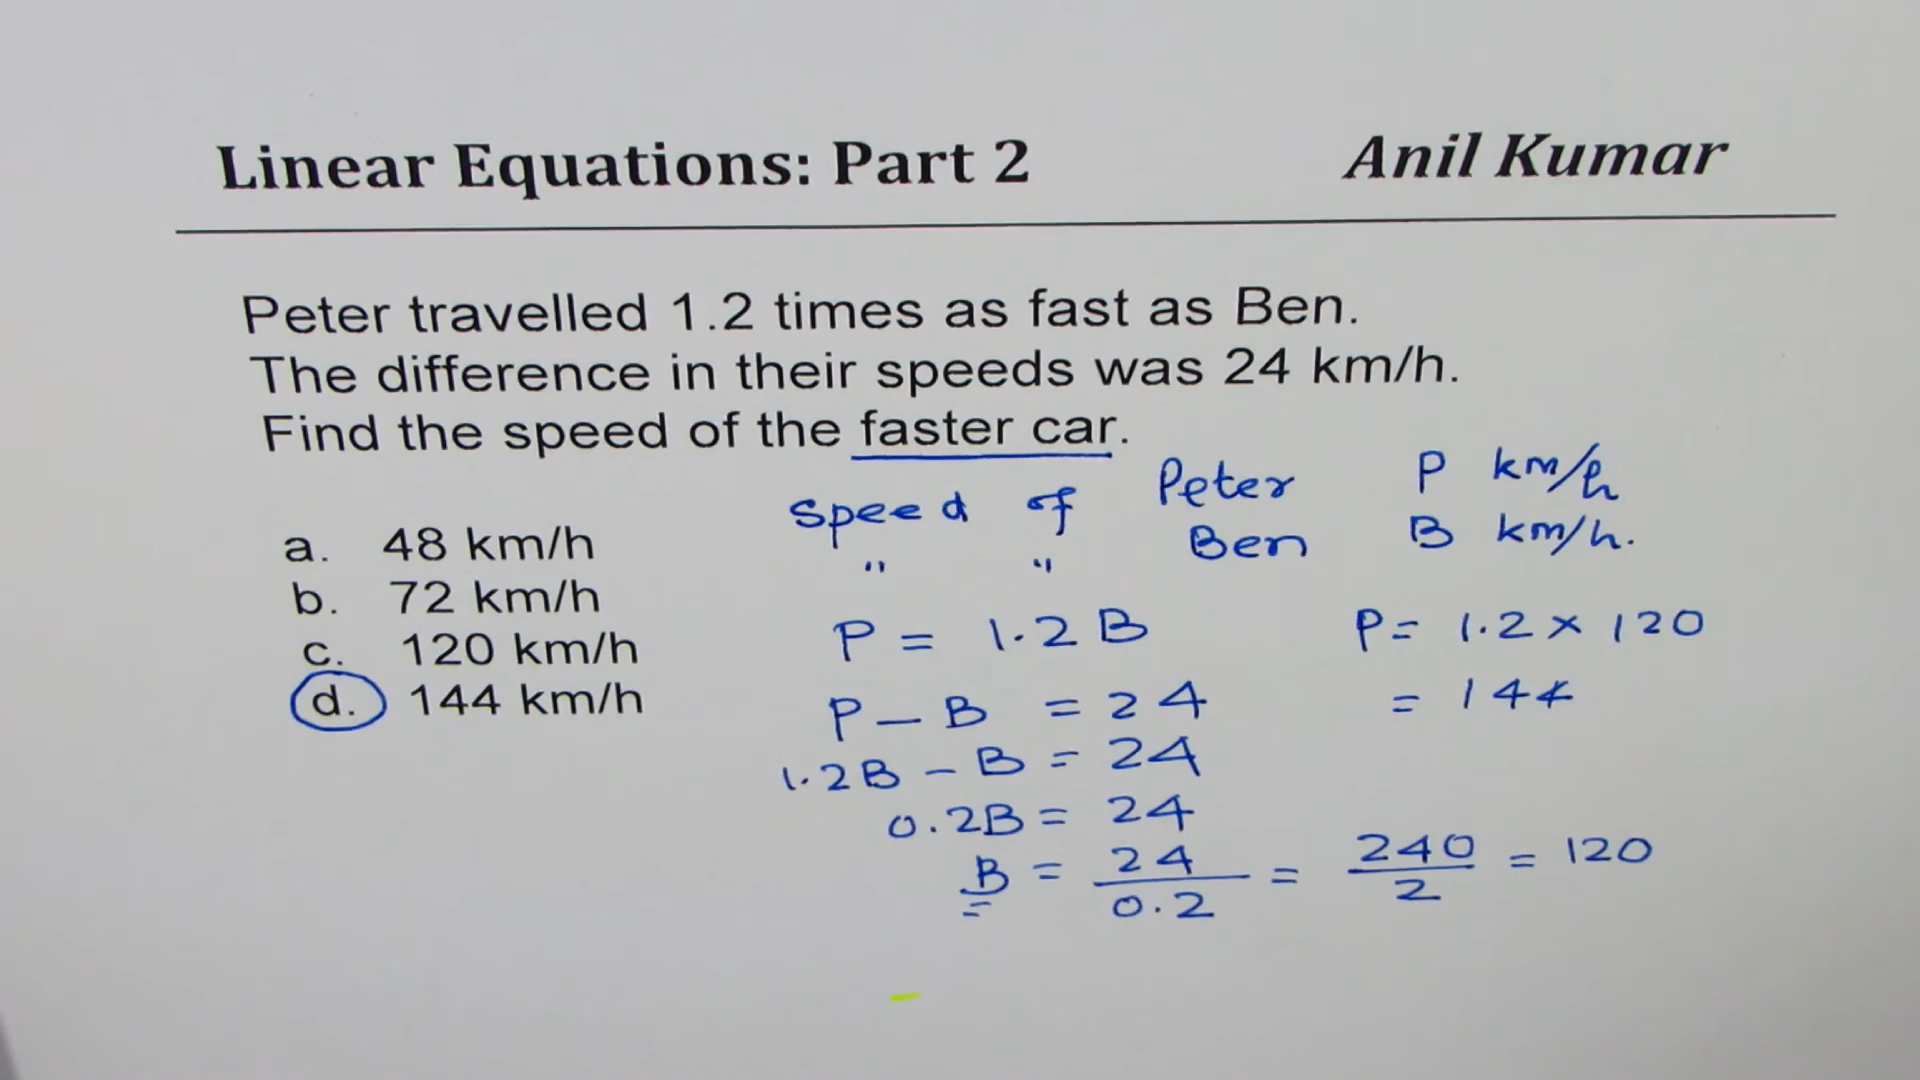 Linear Equations: Part 2 Anil Kumar
Peter travelled 1.2 times as fast as Ben.
The difference in their speeds was 24 km/h.
Find the speed of the faster car.
a. 48 km/h
b. 72 km/h
c. 120 km/h
d. 144 km/h
Speed of Peter P km/h
" " Ben B km/h.
P = 1.2 B
P - B = 24
1.2B - B = 24
0.2B = 24
B = 24/0.2 = 240/2 = 120
P = 1.2 × 120
= 144